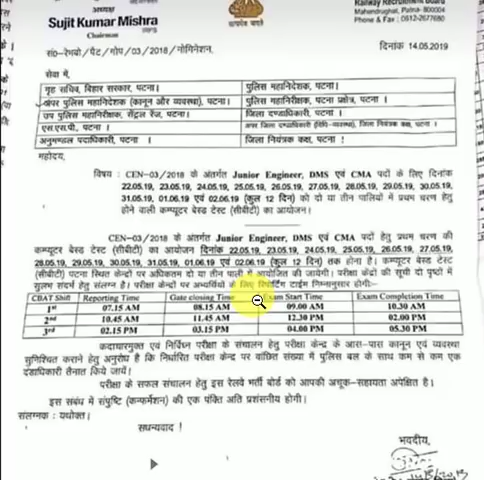 अध्यक्ष
Sujit Kumar Mishra
Chairman
सत्यमेव जयते
Railway Recruitment Board
Mahendrughat, Patna- 800004
Phone & Fax : 0612-2677680
सं0-रेभबो/पैट/गोप/03/2018/नोमिनेशन.
दिनांक 14.05.2019
सेवा में,
गृह सचिव, बिहार सरकार, पटना। पुलिस महानिदेशक, पटना।
अपर पुलिस महानिदेशक (कानून और व्यवस्था), पटना। पुलिस महानिरीक्षक, पटना प्रक्षेत्र, पटना ।
उप पुलिस महानिरीक्षक, सेंट्रल रेंज, पटना। जिला दण्डाधिकारी, पटना ।
एस.एस.पी., पटना । अपर जिला दण्डाधिकारी (विधि-व्यवस्था), जिला नियंत्रक कक्ष, पटना ।
अनुमण्डल पदाधिकारी, पटना । जिला नियंत्रक कक्ष, पटना !
महोदय,
विषय : CEN-03/2018 के अंतर्गत Junior Engineer, DMS एवं CMA पदों के लिए दिनांक
22.05.19, 23.05.19, 24.05.19, 25.05.19, 26.05.19, 27.05.19, 28.05.19, 29.05.19, 30.05.19,
31.05.19, 01.06.19 एवं 02.06.19 (कुल 12 दिन) को दो या तीन पालियों में प्रथम चरण हेतु
होने वाली कम्प्यूटर बेस्ड टेस्ट (सीबीटी) का आयोजन।
CEN-03/2018 के अंतर्गत Junior Engineer, DMS एवं CMA पदों हेतु प्रथम चरण की
कम्प्यूटर बेस्ड टेस्ट (सीबीटी) का आयोजन दिनांक 22.05.19, 23.05.19, 24.05.19, 25.05.19, 26.05.19, 27.05.19,
28.05.19, 29.05.19, 30.05.19, 31.05.19, 01.06.19 एवं 02.06.19 (कुल 12 दिन) तक होना है। कम्प्यूटर बेस्ड टेस्ट
(सीबीटी) पटना स्थित केन्द्रों पर अधिकतम दो या तीन पाली में आयोजित की जायेगी। परीक्षा केंद्रों की सूची दो पृष्ठों में
सुलभ संदर्भ हेतु संलग्न है। परीक्षा केन्द्रों पर अभ्यर्थियों के लिए रिपोर्टिंग टाईम निम्नानुसार होगी:-
CBAT Shift Reporting Time Gate closing Time Exam Start Time Exam Completion Time
1st 07.15 AM 08.15 AM 09.00 AM 10.30 AM
2nd 10.45 AM 11.45 AM 12.30 PM 02.00 PM
3rd 02.15 PM 03.15 PM 04.00 PM 05.30 PM
कदाचारमुक्त एवं निर्विघ्न परीक्षा के संचालन हेतु परीक्षा केन्द्र के आस-पास कानून एवं व्यवस्था
सुनिश्चित कराने हेतु अनुरोध है कि निर्धारित परीक्षा केन्द्र पर वांछित संख्या में पुलिस बल के साथ कम से कम एक
दंडाधिकारी तैनात किये जायें।
परीक्षा के सफल संचालन हेतु इस रेलवे भर्ती बोर्ड को आपकी अचूक-सहायता अपेक्षित है।
इस संबंध में संपुष्टि (कन्फर्मेशन) की एक पंक्ति अति प्रशंसनीय होगी।
संलग्नक : यथोक्त।
सधन्यवाद !
भवदीय,